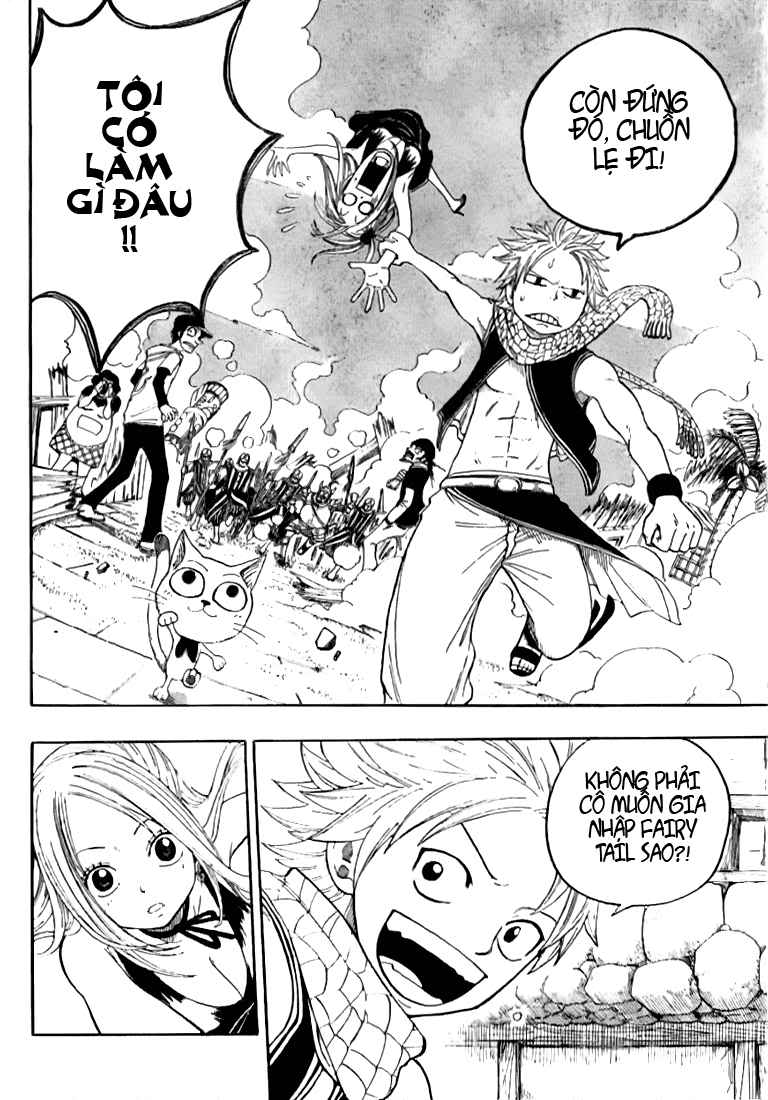 CÒN ĐỨNG
ĐÓ, CHUỒN
LẸ ĐI!
TÔI
CÓ
LÀM
GÌ ĐÂU
!!
KHÔNG PHẢI
CÔ MUỐN GIA
NHẬP FAIRY
TAIL SAO?!